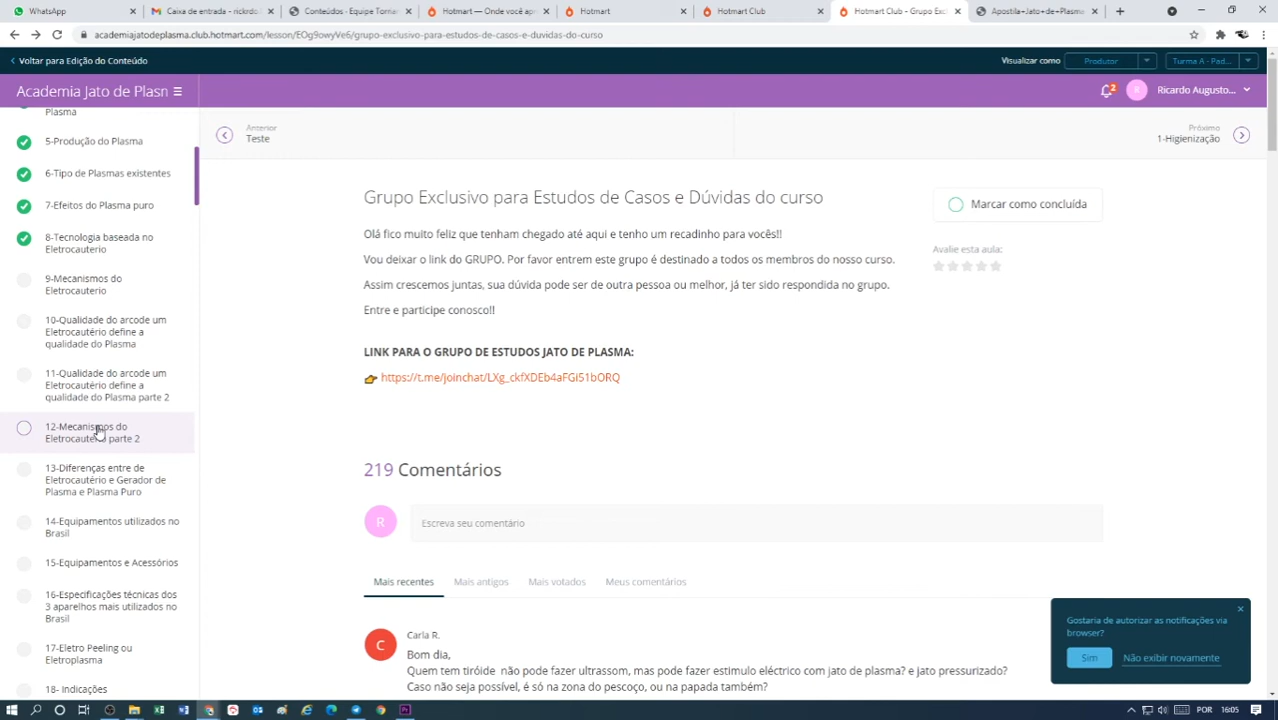 WhatsApp
Caixa de entrada - rickrdo.
Conteúdos - Equipe Tornar
Hotmart — Onde você apr
Hotmart
Hotmart Club
Hotmart Club - Grupo Exc
Apostila+Jato+de+Plasma
academiajatodeplasma.club.hotmart.com/lesson/EOg9owyVe6/grupo-exclusivo-para-estudos-de-casos-e-duvidas-do-curso
Voltar para Edição do Conteúdo
Visualizar como
Produtor
Turma A - Pad...
Academia Jato de Plasn
2
R
Ricardo Augusto...
Anterior
Teste
Próximo
1-Higienização
Plasma
5-Produção do Plasma
6-Tipo de Plasmas existentes
7-Efeitos do Plasma puro
8-Tecnologia baseada no
Eletrocauterio
9-Mecanismos do
Eletrocauterio
10-Qualidade do arcode um
Eletrocautério define a
qualidade do Plasma
11-Qualidade do arcode um
Eletrocautério define a
qualidade do Plasma parte 2
12-Mecanismos do
Eletrocauterio parte 2
13-Diferenças entre de
Eletrocautério e Gerador de
Plasma e Plasma Puro
14-Equipamentos utilizados no
Brasil
15-Equipamentos e Acessórios
16-Especificações técnicas dos
3 aparelhos mais utilizados no
Brasil
17-Eletro Peeling ou
Eletroplasma
18- Indicações
Grupo Exclusivo para Estudos de Casos e Dúvidas do curso
Olá fico muito feliz que tenham chegado até aqui e tenho um recadinho para vocês!!
Vou deixar o link do GRUPO. Por favor entrem este grupo é destinado a todos os membros do nosso curso.
Assim crescemos juntas, sua dúvida pode ser de outra pessoa ou melhor, já ter sido respondida no grupo.
Entre e participe conosco!!
LINK PARA O GRUPO DE ESTUDOS JATO DE PLASMA:
https://t.me/joinchat/LXg_ckfXDEb4aFGi51bORQ
Marcar como concluída
Avalie esta aula:
219 Comentários
R
Escreva seu comentário
Mais recentes
Mais antigos
Mais votados
Meus comentários
C
Carla R.
Bom dia,
Quem tem tiroide não pode fazer ultrassom, mas pode fazer estimulo eléctrico com jato de plasma? e jato pressurizado?
Caso não seja possível, é só na zona do pescoço, ou na papada também?
Gostaria de autorizar as notificações via
browser?
Sim
Não exibir novamente
POR
16:05